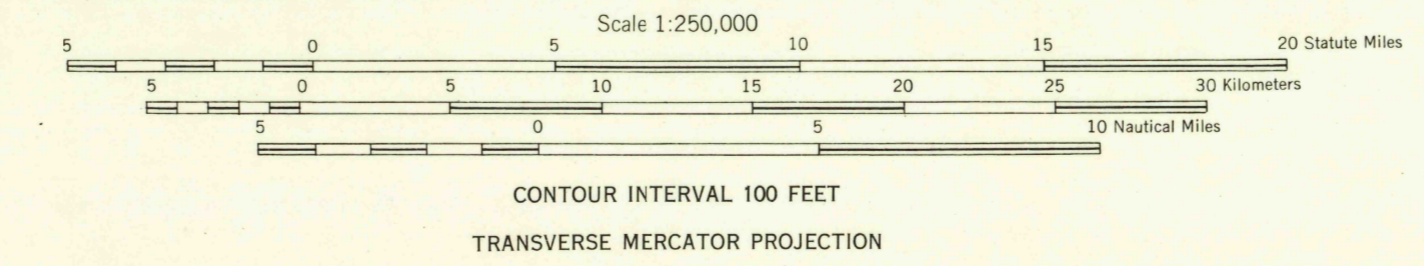 Scale 1:250,000
5 0 5 10 15 20 Statute Miles
5 0 5 10 15 20 25 30 Kilometers
5 0 5 10 Nautical Miles
CONTOUR INTERVAL 100 FEET
TRANSVERSE MERCATOR PROJECTION